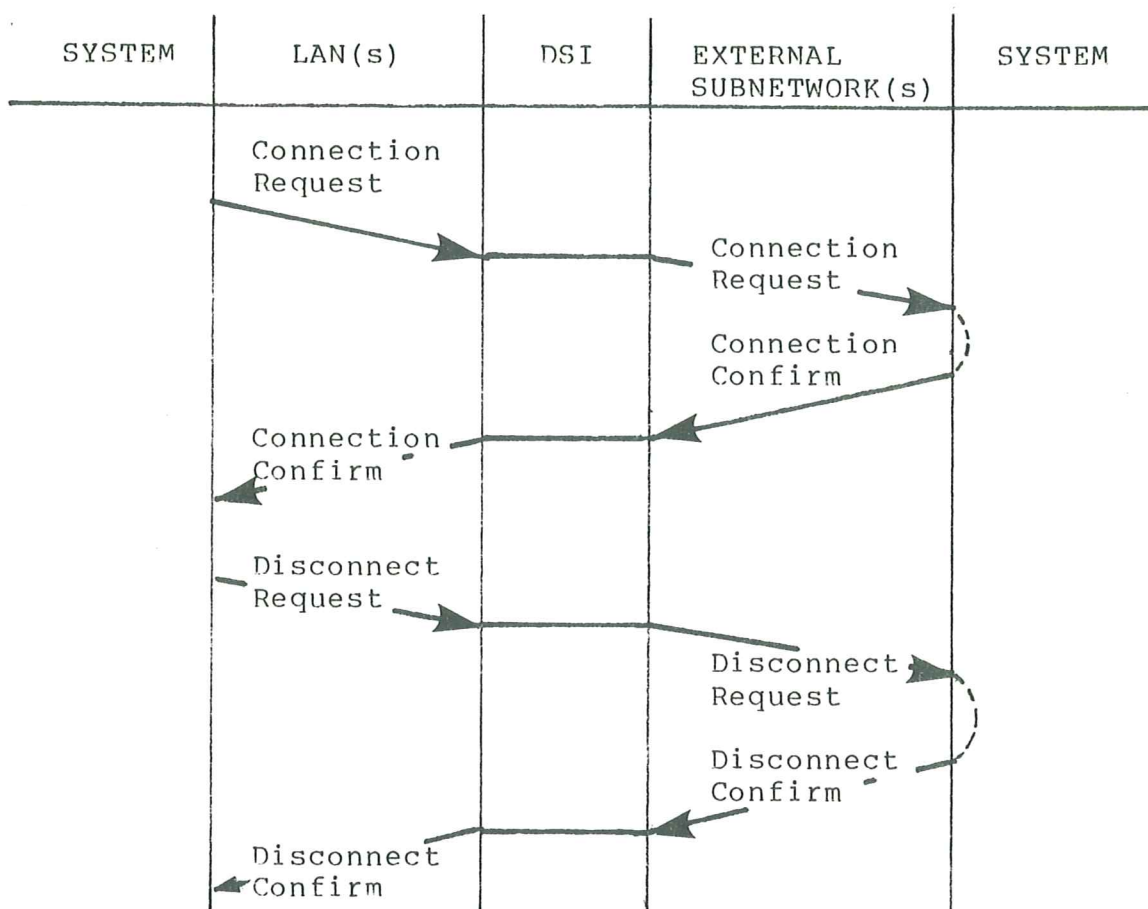 SYSTEM LAN(s) DSI EXTERNAL SUBNETWORK(s) SYSTEM
Connection
Request
Connection
Request
Connection
Confirm
Connection
Confirm
Disconnect
Request
Disconnect
Request
Disconnect
Confirm
Disconnect
Confirm